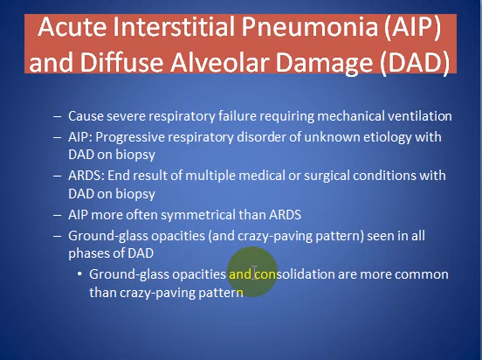 Acute Interstitial Pneumonia (AIP)
and Diffuse Alveolar Damage (DAD)
– Cause severe respiratory failure requiring mechanical ventilation
– AIP: Progressive respiratory disorder of unknown etiology with
DAD on biopsy
– ARDS: End result of multiple medical or surgical conditions with
DAD on biopsy
– AIP more often symmetrical than ARDS
– Ground-glass opacities (and crazy-paving pattern) seen in all
phases of DAD
• Ground-glass opacities and consolidation are more common
than crazy-paving pattern